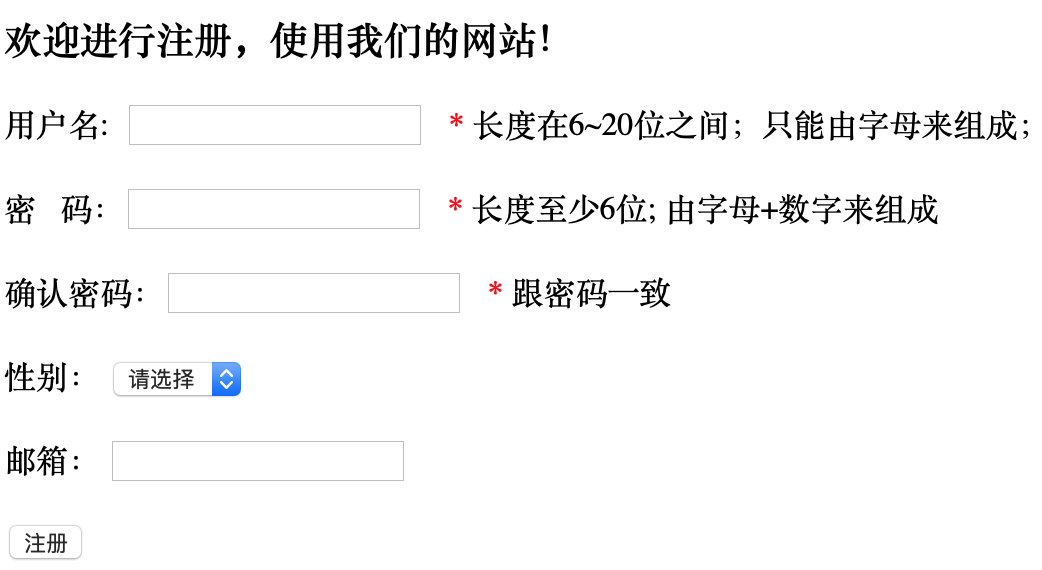 欢迎进行注册，使用我们的网站！
用户名: * 长度在6~20位之间；只能由字母来组成；
密 码： * 长度至少6位; 由字母+数字来组成
确认密码： * 跟密码一致
性别： 请选择
邮箱：
注册